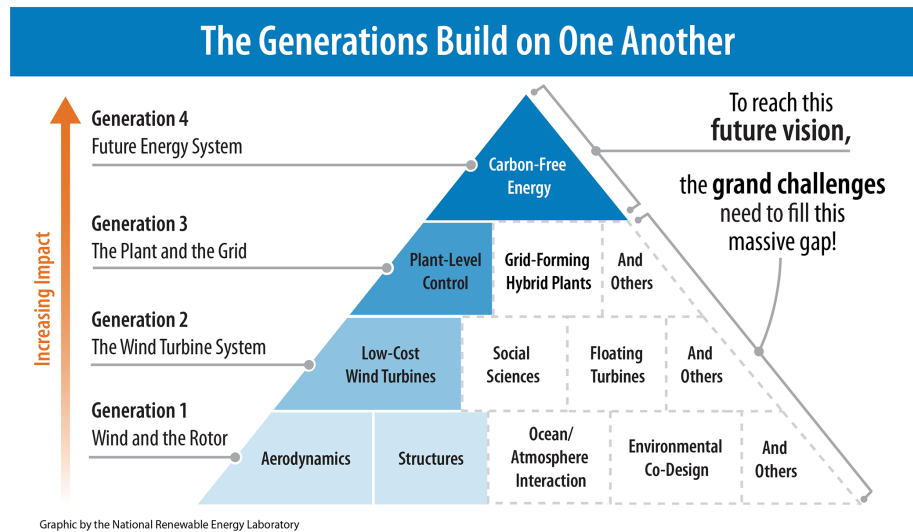 The Generations Build on One Another
Generation 4
Future Energy System
Generation 3
The Plant and the Grid
Generation 2
The Wind Turbine System
Generation 1
Wind and the Rotor
Increasing Impact
Carbon-Free
Energy
Plant-Level
Control
Grid-Forming
Hybrid Plants
And
Others
Low-Cost
Wind Turbines
Social
Sciences
Floating
Turbines
And
Others
Aerodynamics
Structures
Ocean/
Atmosphere
Interaction
Environmental
Co-Design
And
Others
To reach this
future vision,
the grand challenges
need to fill this
massive gap!
Graphic by the National Renewable Energy Laboratory